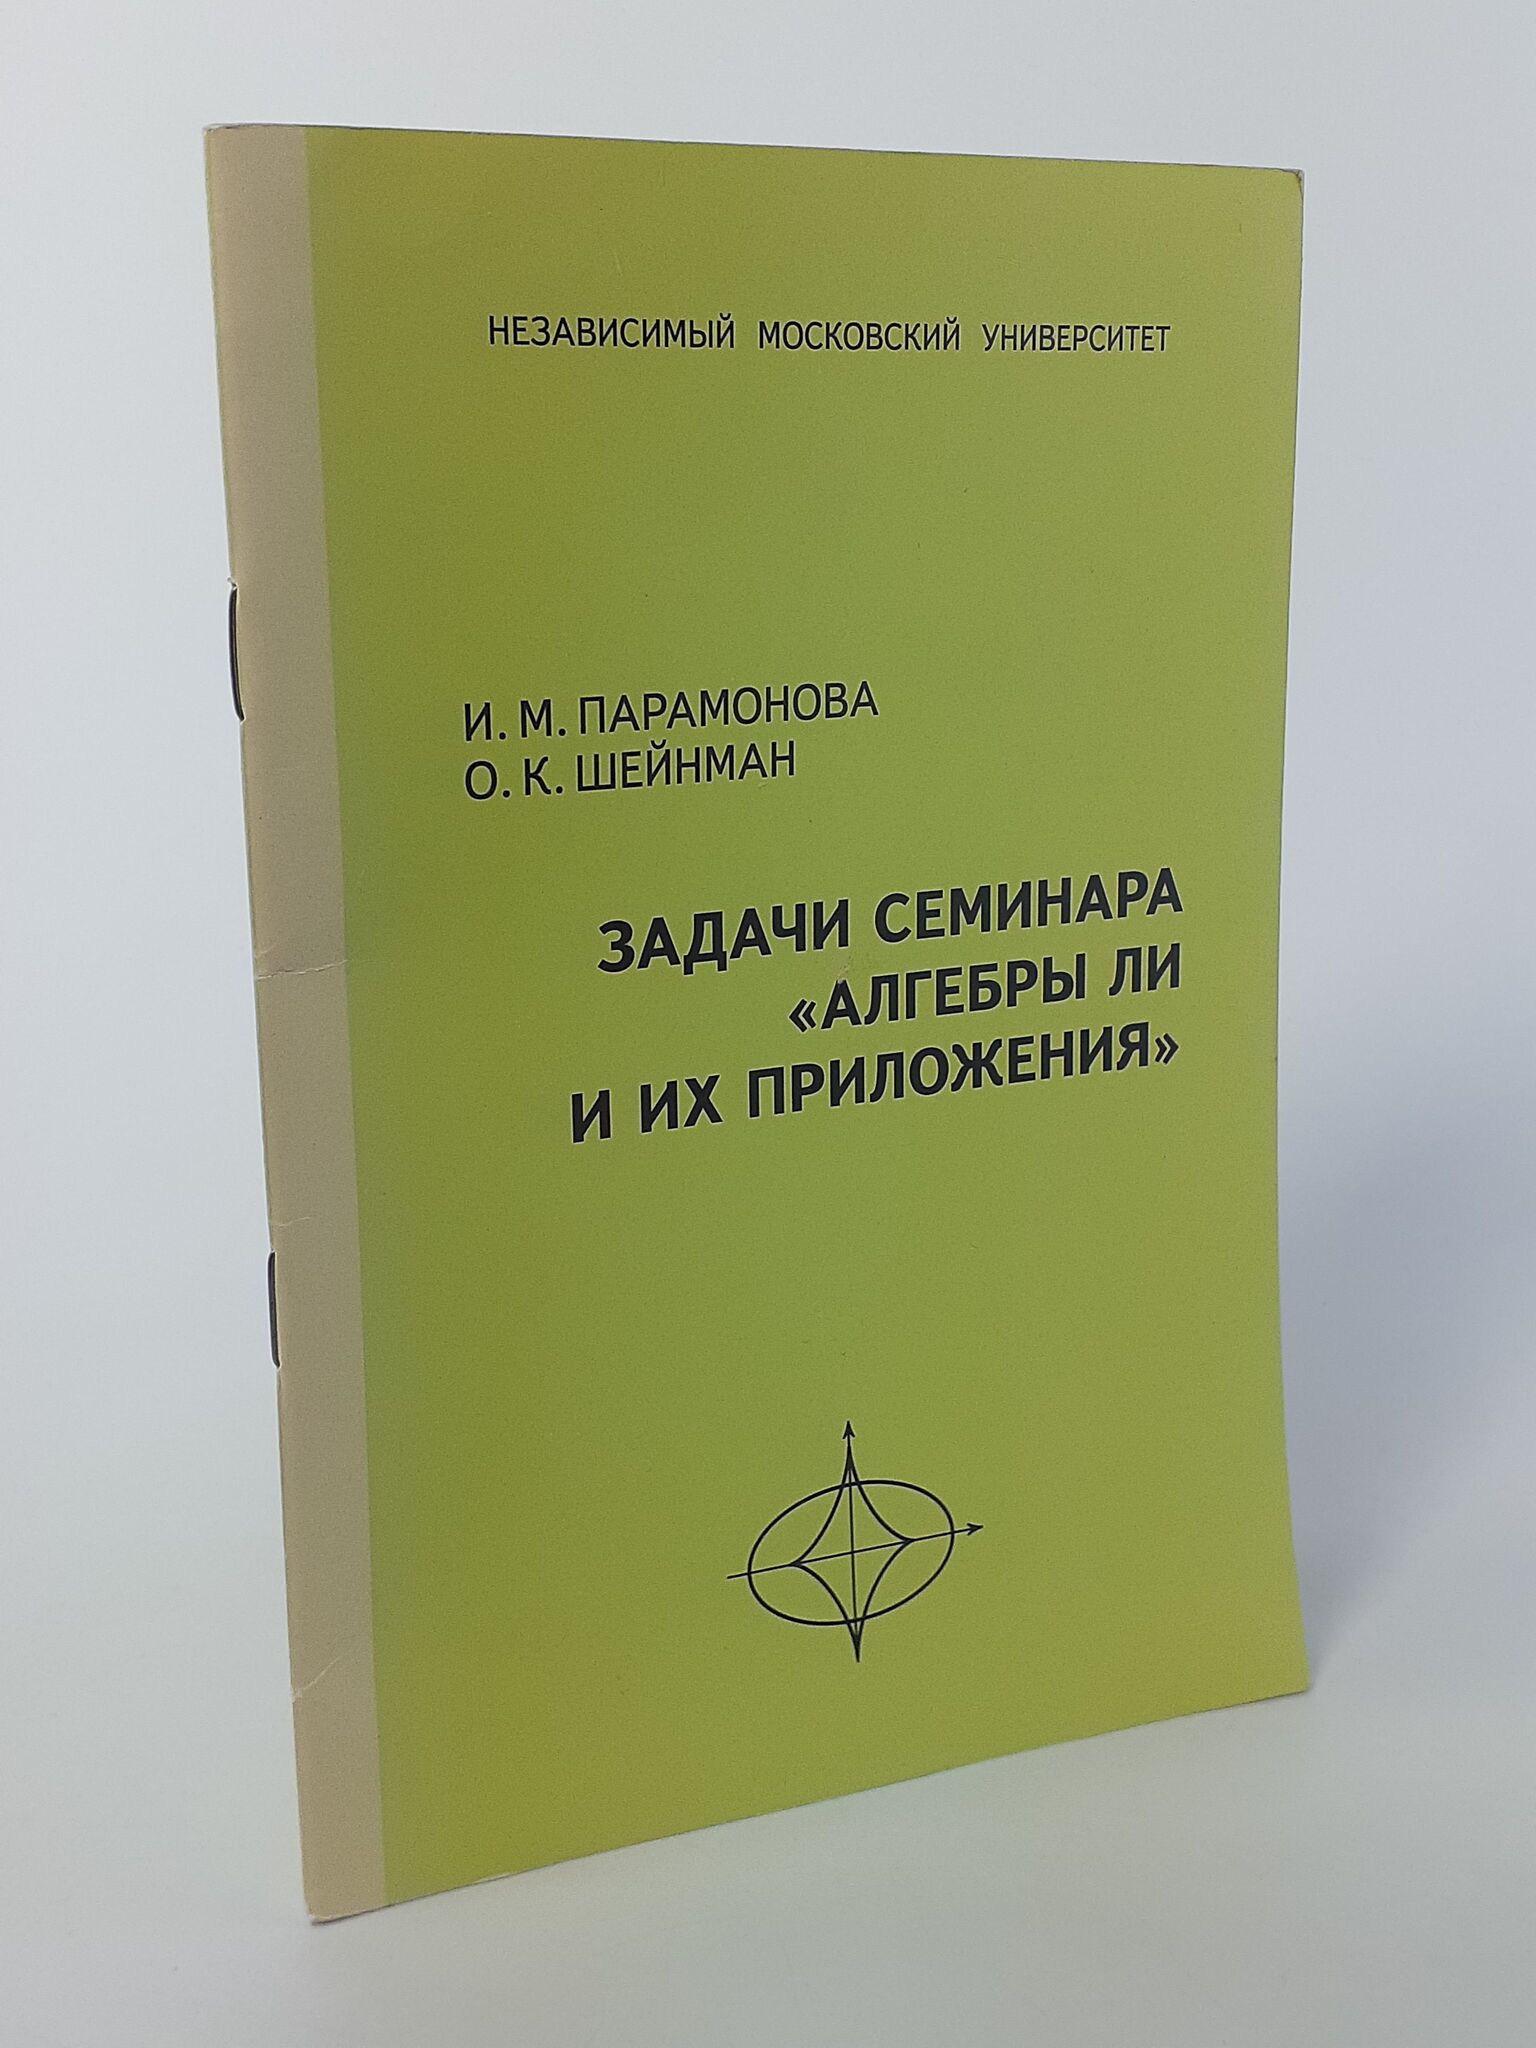 НЕЗАВИСИМЫЙ МОСКОВСКИЙ УНИВЕРСИТЕТ
И. М. ПАРАМОНОВА
О. К. ШЕЙНМАН
ЗАДАЧИ СЕМИНАРА
«АЛГЕБРЫ ЛИ
И ИХ ПРИЛОЖЕНИЯ»